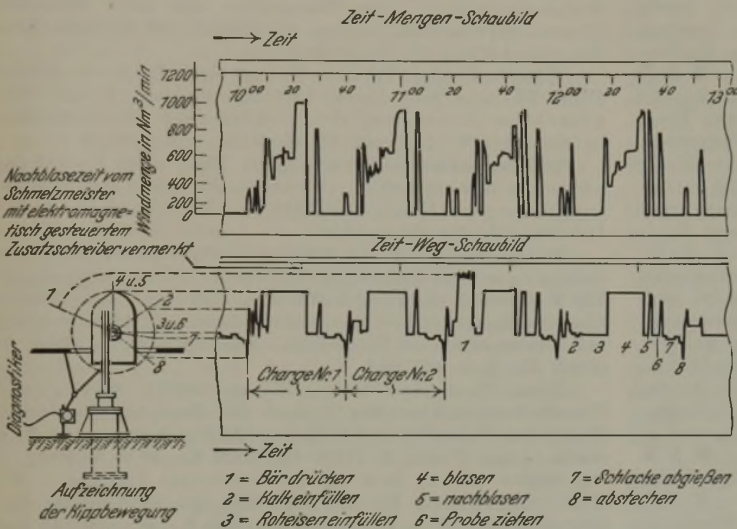 Zeit-Mengen-Schaubild
Zeit
Windmenge in Nm³/min
1200
1000
800
600
400
200
0
10⁰⁰ 20 40 11⁰⁰ 20 40 12⁰⁰ 20 40 13⁰⁰
Nachblasezeit vom
Schmelzmeister
mit elektromagne=
tisch gesteuertem
Zusatzschreiber vermerkt
Zeit-Weg-Schaubild
4 u. 5
1
2
3 u. 6
7
8
Diagnostiker
1
2 3 4 5 6 7 8
Charge Nr. 1 Charge Nr. 2
Zeit
Aufzeichnung
der Kippbewegung
1 = Bär drücken 4 = blasen 7 = Schlacke abgießen
2 = Kalk einfüllen 5 = nachblasen 8 = abstechen
3 = Roheisen einfüllen 6 = Probe ziehen